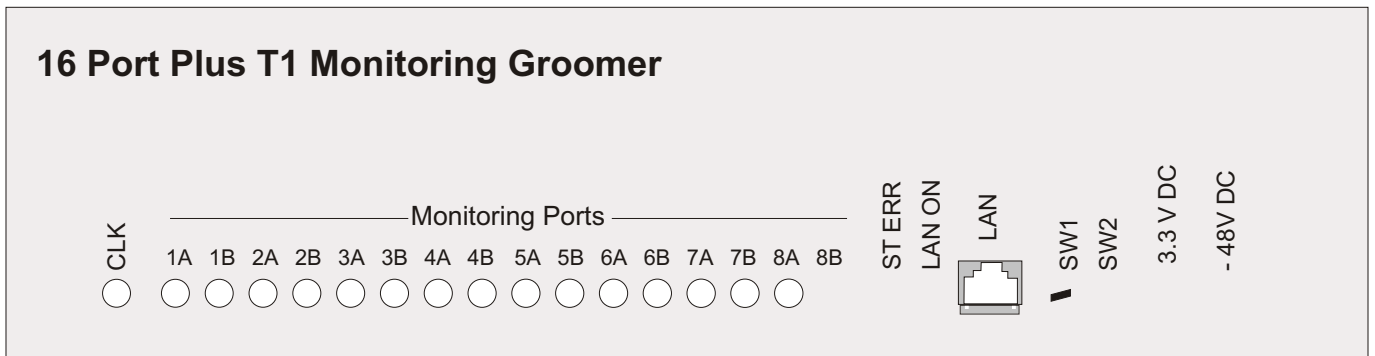 16 Port Plus T1 Monitoring Groomer
Monitoring Ports
CLK
1A 1B 2A 2B 3A 3B 4A 4B 5A 5B 6A 6B 7A 7B 8A 8B
ST ERR
LAN ON
LAN
SW1
SW2
3.3 V DC
- 48V DC